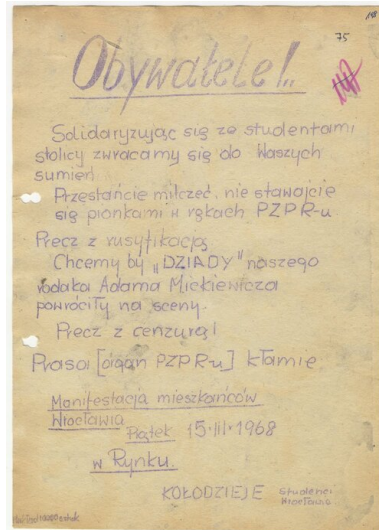 75
Obywatele!..
Solidaryzując się ze studentami
stolicy zwracamy się do Waszych
sumień
Przestańcie milczeć, nie stawajcie
się pionkami w rękach PZPR-u
Precz z rusyfikacją
Chcemy by "DZIADY" naszego
rodaka Adama Mickiewicza
powróciły na sceny.
Precz z cenzurą!
Prasa [organ PZPR-u] kłamie
Manifestacja mieszkańców
Wrocławia
Piątek 15·III·1968
w Rynku.
KOŁODZIEJE Studenci
Wrocławia